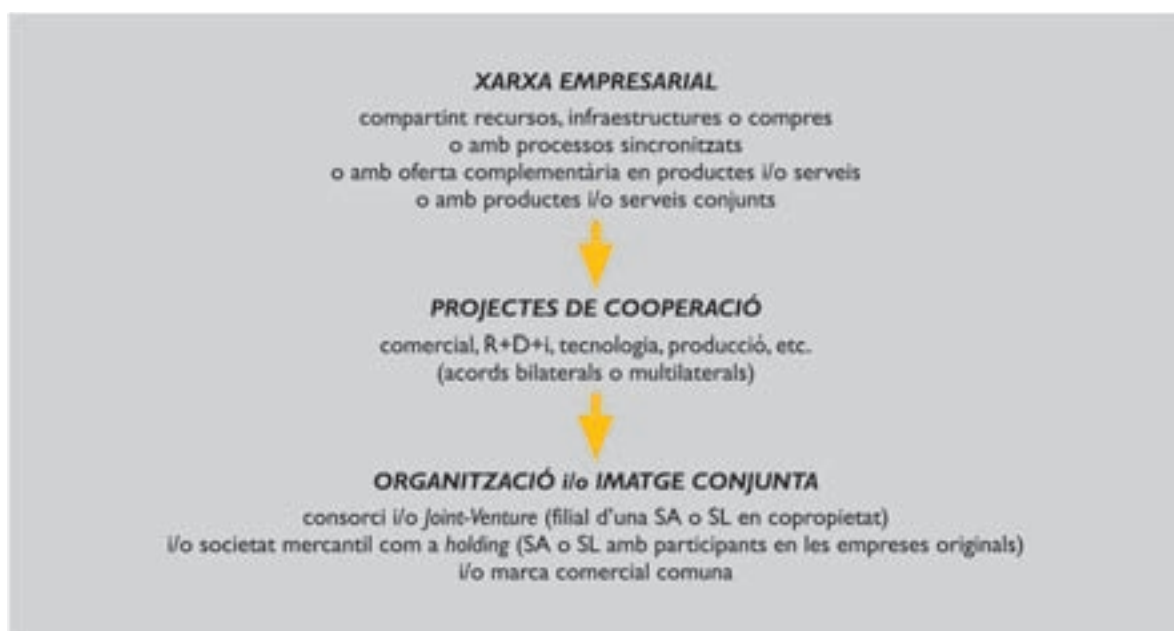 XARXA EMPRESARIAL
compartint recursos, infraestructures o compres
o amb processos sincronitzats
o amb oferta complementària en productes i/o serveis
o amb productes i/o serveis conjunts
PROJECTES DE COOPERACIÓ
comercial, R+D+i, tecnologia, producció, etc.
(acords bilaterals o multilaterals)
ORGANITZACIÓ i/o IMATGE CONJUNTA
consorci i/o Joint-Venture (filial d'una SA o SL en copropietat)
i/o societat mercantil com a holding (SA o SL amb participants en les empreses originals)
i/o marca comercial comuna